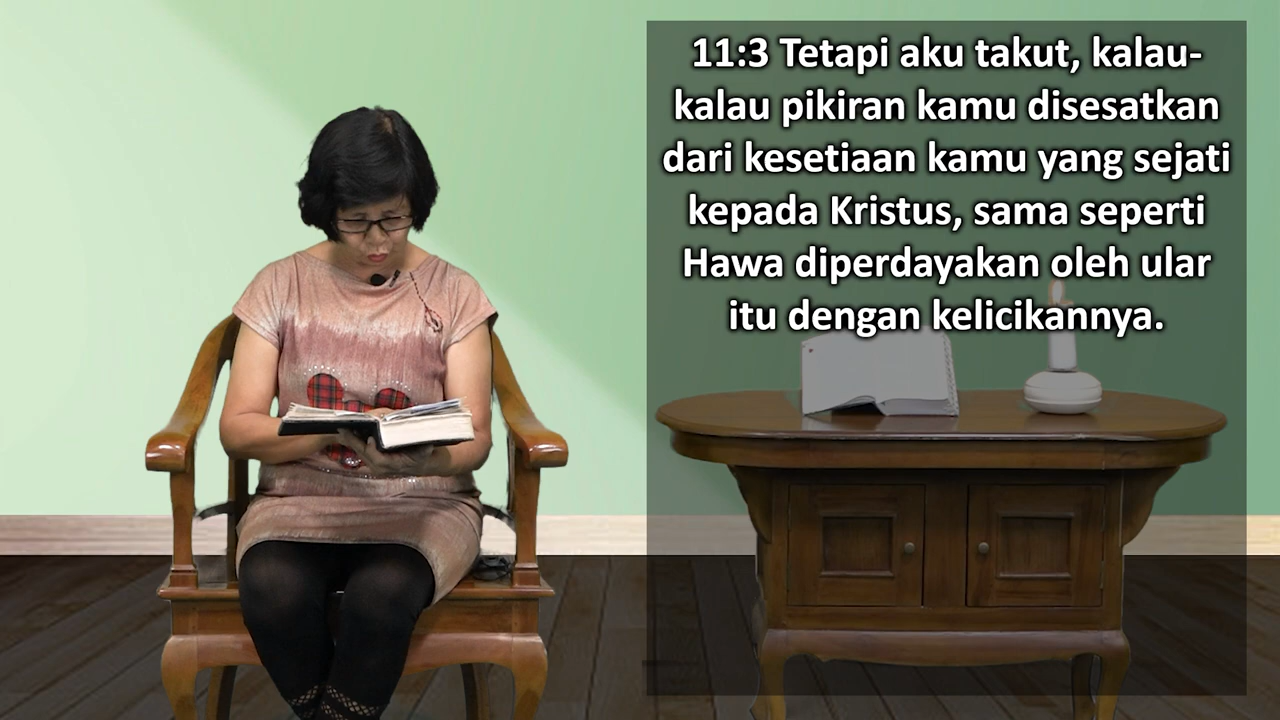 11:3 Tetapi aku takut, kalau-
kalau pikiran kamu disesatkan
dari kesetiaan kamu yang sejati
kepada Kristus, sama seperti
Hawa diperdayakan oleh ular
itu dengan kelicikannya.